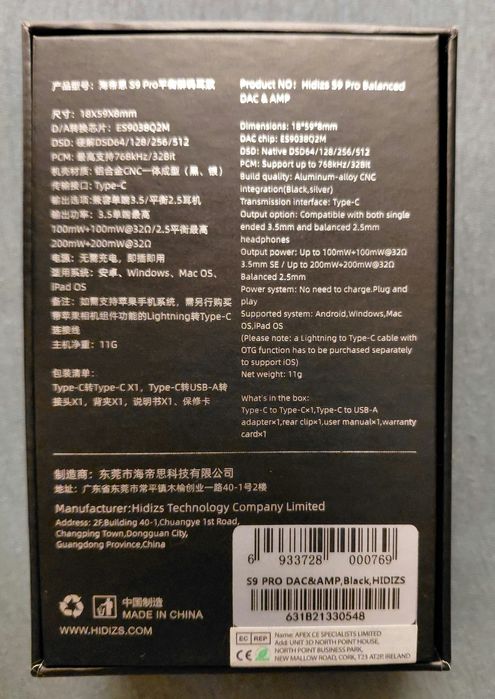 产品型号：海帝思 S9 Pro平衡解码耳放
尺寸：18X59X8mm
D/A转换芯片：ES9038Q2M
DSD: 硬解DSD64/128/256/512
PCM: 最高支持768kHz/32Bit
机壳材质：铝合金CNC一体成型（黑、银）
传输接口：Type-C
输出选项:兼容单端3.5/平衡2.5耳机
输出功率：3.5单端最高
100mW+100mW@32Ω/2.5平衡最高
200mW+200mW@32Ω
电源：无需充电，即插即用
适用系统：安卓、Windows、Mac OS、
iPad OS
备注：如需支持苹果手机系统，需另行购买
带苹果相机组件功能的Lightning转Type-C
连接线
主机净重：11G
包装清单：
Type-C转Type-C X1，Type-C转USB-A转
接头X1，背夹X1，说明书X1、保修卡
Product NO：Hidizs S9 Pro Balanced
DAC & AMP
Dimensions: 18*59*8mm
DAC chip: ES9038Q2M
DSD: Native DSD64/128/256/512
PCM: Support up to 768kHz/32Bit
Build quality: Aluminum-alloy CNC
integration(Black,silver)
Transmission interface: Type-C
Output option: Compatible with both single
ended 3.5mm and balanced 2.5mm
headphones
Output power: Up to 100mW+100mW@32Ω
3.5mm SE / Up to 200mW+200mW@32Ω
Balanced 2.5mm
Power system: No need to charge.Plug and
play
Supported system: Android,Windows,Mac
OS,iPad OS
(Please note: a Lightning to Type-C cable with
OTG function has to be purchased separately
to support iOS)
Net weight: 11g
What's in the box:
Type-C to Type-C×1,Type-C to USB-A
adapter×1,rear clip×1,user manual×1,warranty
card×1
制造商：东莞市海帝思科技有限公司
地址：广东省东莞市常平镇木棆创业一路40-1号2楼
Manufacturer:Hidizs Technology Company Limited
Address: 2F,Building 40-1,Chuangye 1st Road,
Changping Town,Dongguan City,
Guangdong Province,China
中国制造
MADE IN CHINA
WWW.HIDIZS.COM
6 933728 000769
S9 PRO DAC&AMP,Black,HIDIZS
631821330548
EC REP
CE
Name: APEX CE SPECIALISTS LIMITED
Add: UNIT 3D NORTH POINT HOUSE,
NORTH POINT BUSINESS PARK,
NEW MALLOW ROAD, CORK, T23 AT2P, IRELAND